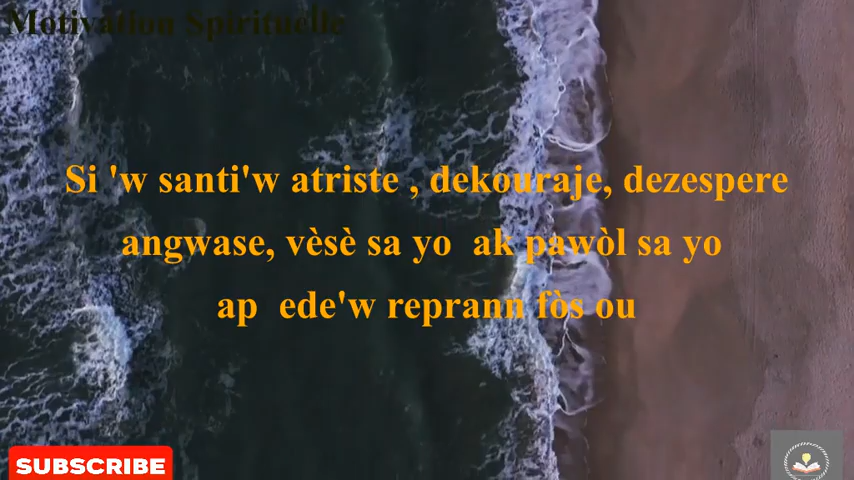 Motivation Spirituelle
Si 'w santi'w atriste , dekouraje, dezespere
angwase, vèsè sa yo ak pawòl sa yo
ap ede'w reprann fòs ou
SUBSCRIBE